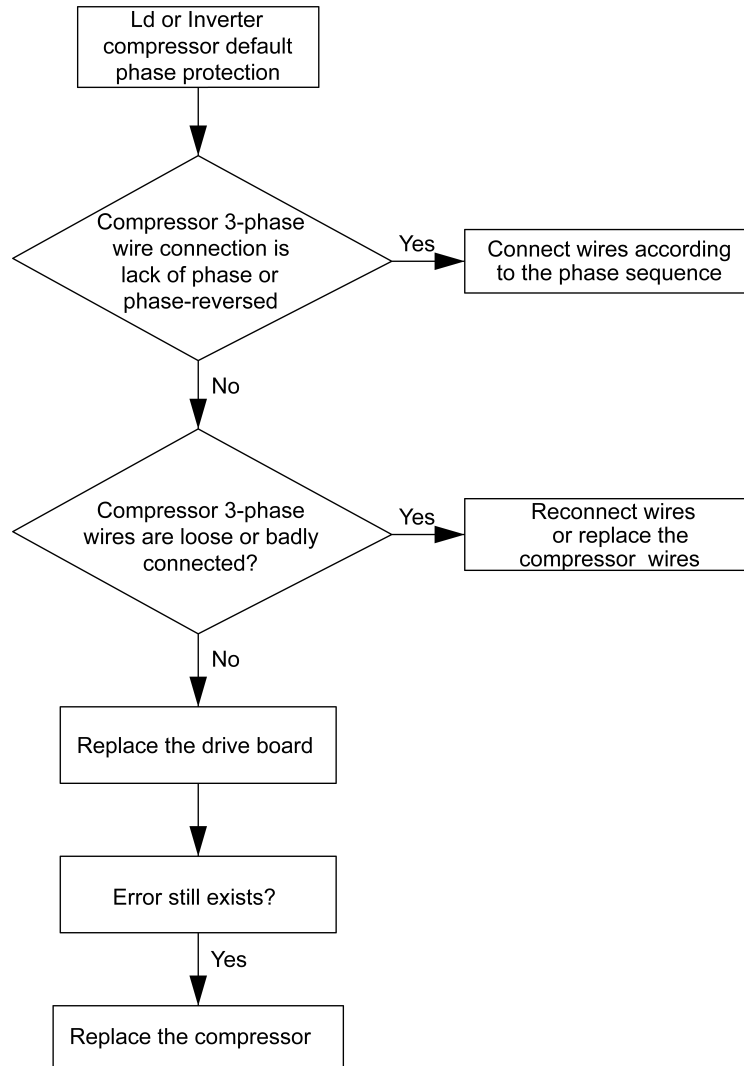 Ld or Inverter
compressor default
phase protection
Compressor 3-phase
wire connection is
lack of phase or
phase-reversed
Yes
Connect wires according
to the phase sequence
No
Compressor 3-phase
wires are loose or badly
connected?
Yes
Reconnect wires
or replace the
compressor wires
No
Replace the drive board
Error still exists?
Yes
Replace the compressor